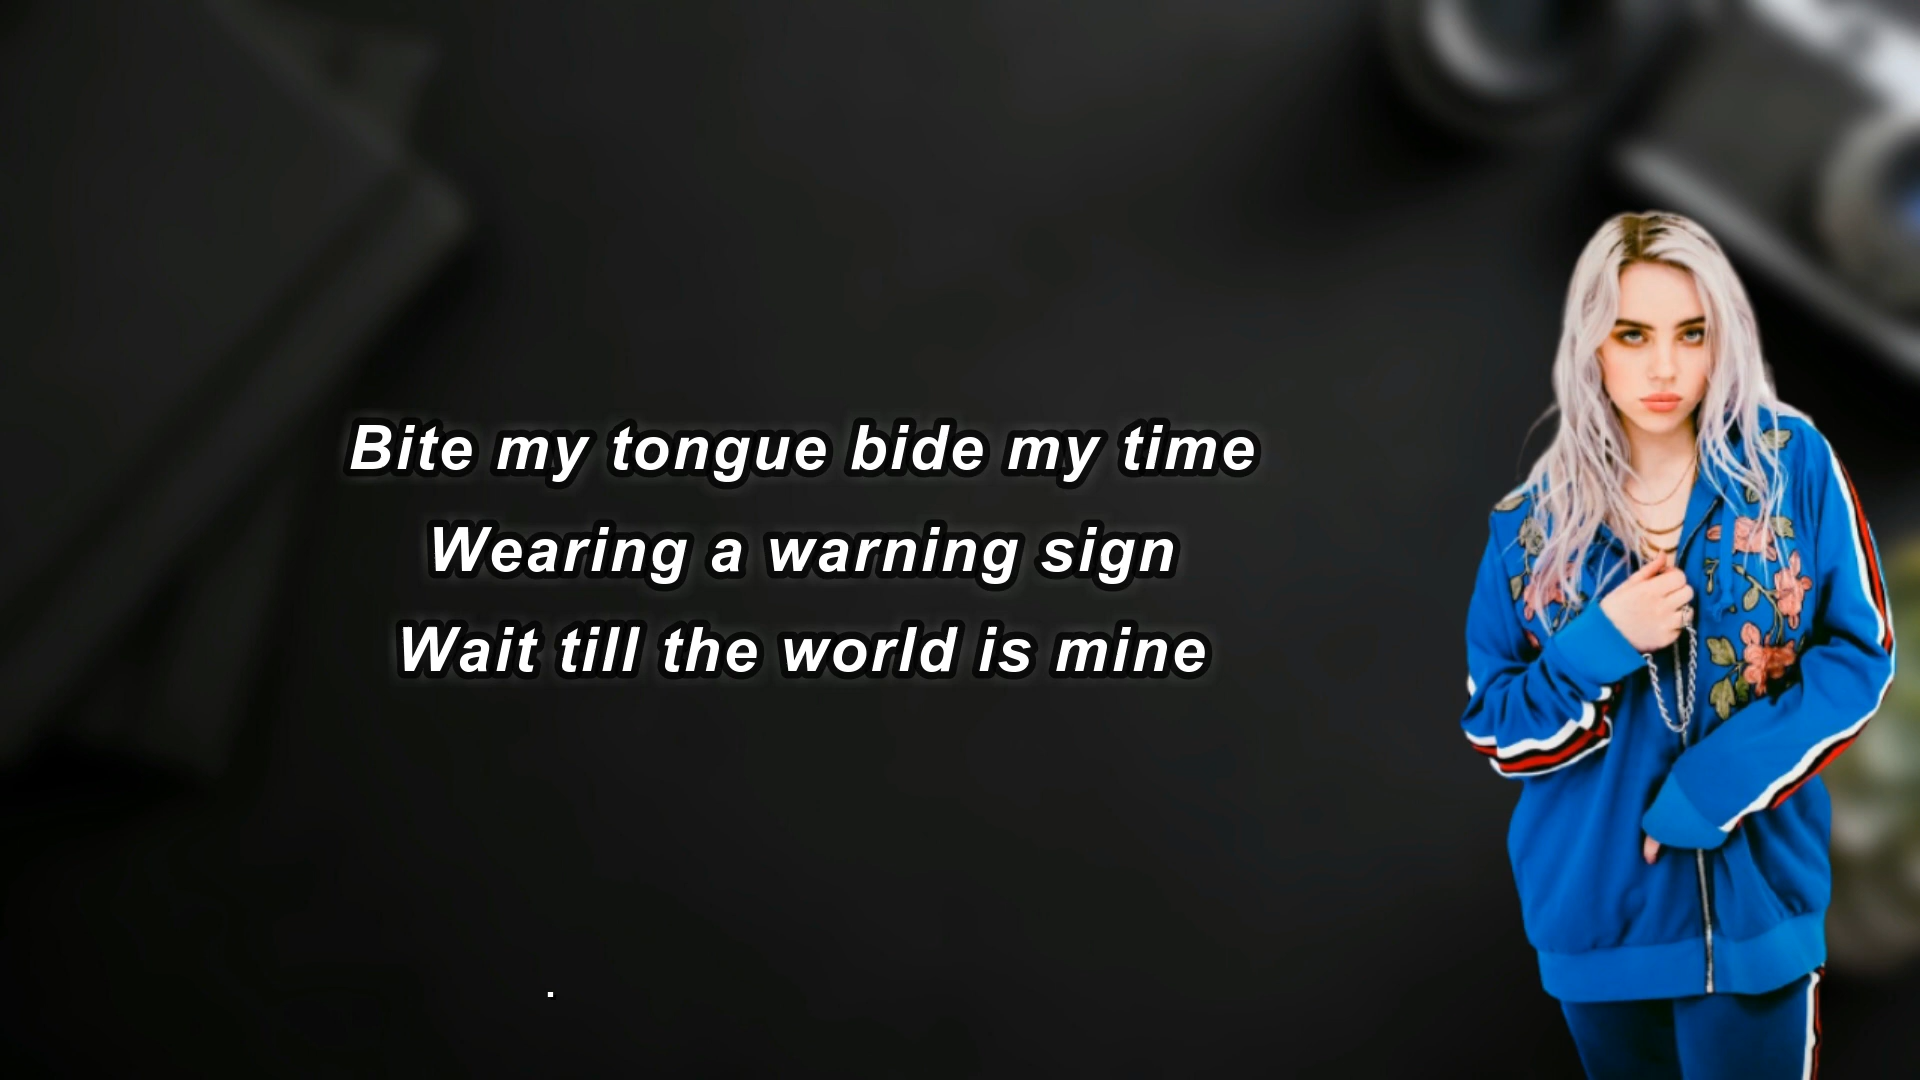 Bite my tongue bide my time
Wearing a warning sign
Wait till the world is mine
.